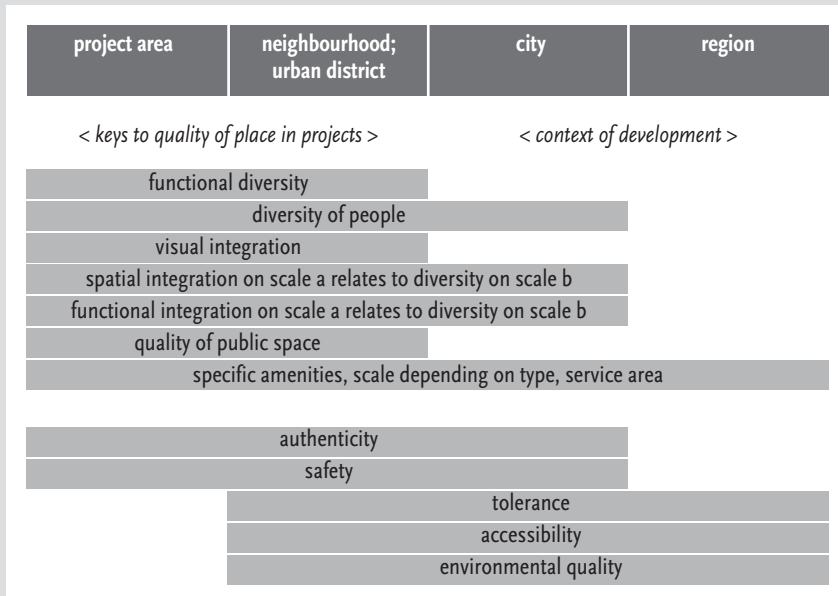 project area
neighbourhood;
urban district
city
region
< keys to quality of place in projects >
< context of development >
functional diversity
diversity of people
visual integration
spatial integration on scale a relates to diversity on scale b
functional integration on scale a relates to diversity on scale b
quality of public space
specific amenities, scale depending on type, service area
authenticity
safety
tolerance
accessibility
environmental quality